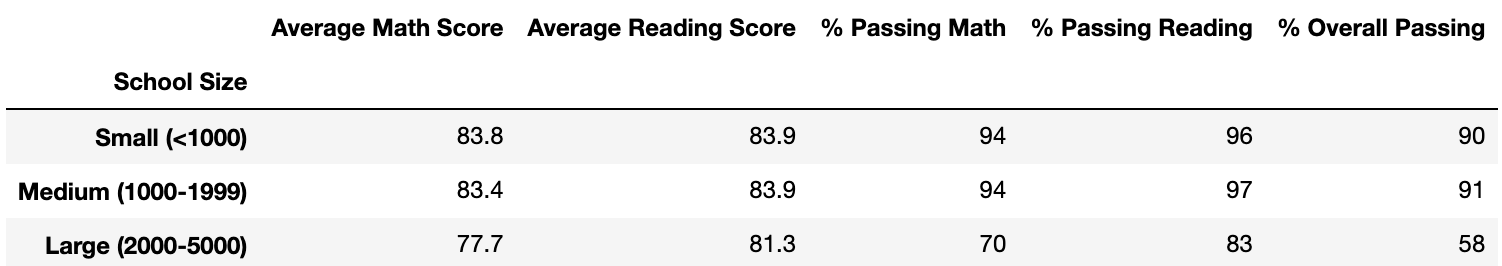 Average Math Score Average Reading Score % Passing Math % Passing Reading % Overall Passing
School Size
Small (<1000) 83.8 83.9 94 96 90
Medium (1000-1999) 83.4 83.9 94 97 91
Large (2000-5000) 77.7 81.3 70 83 58